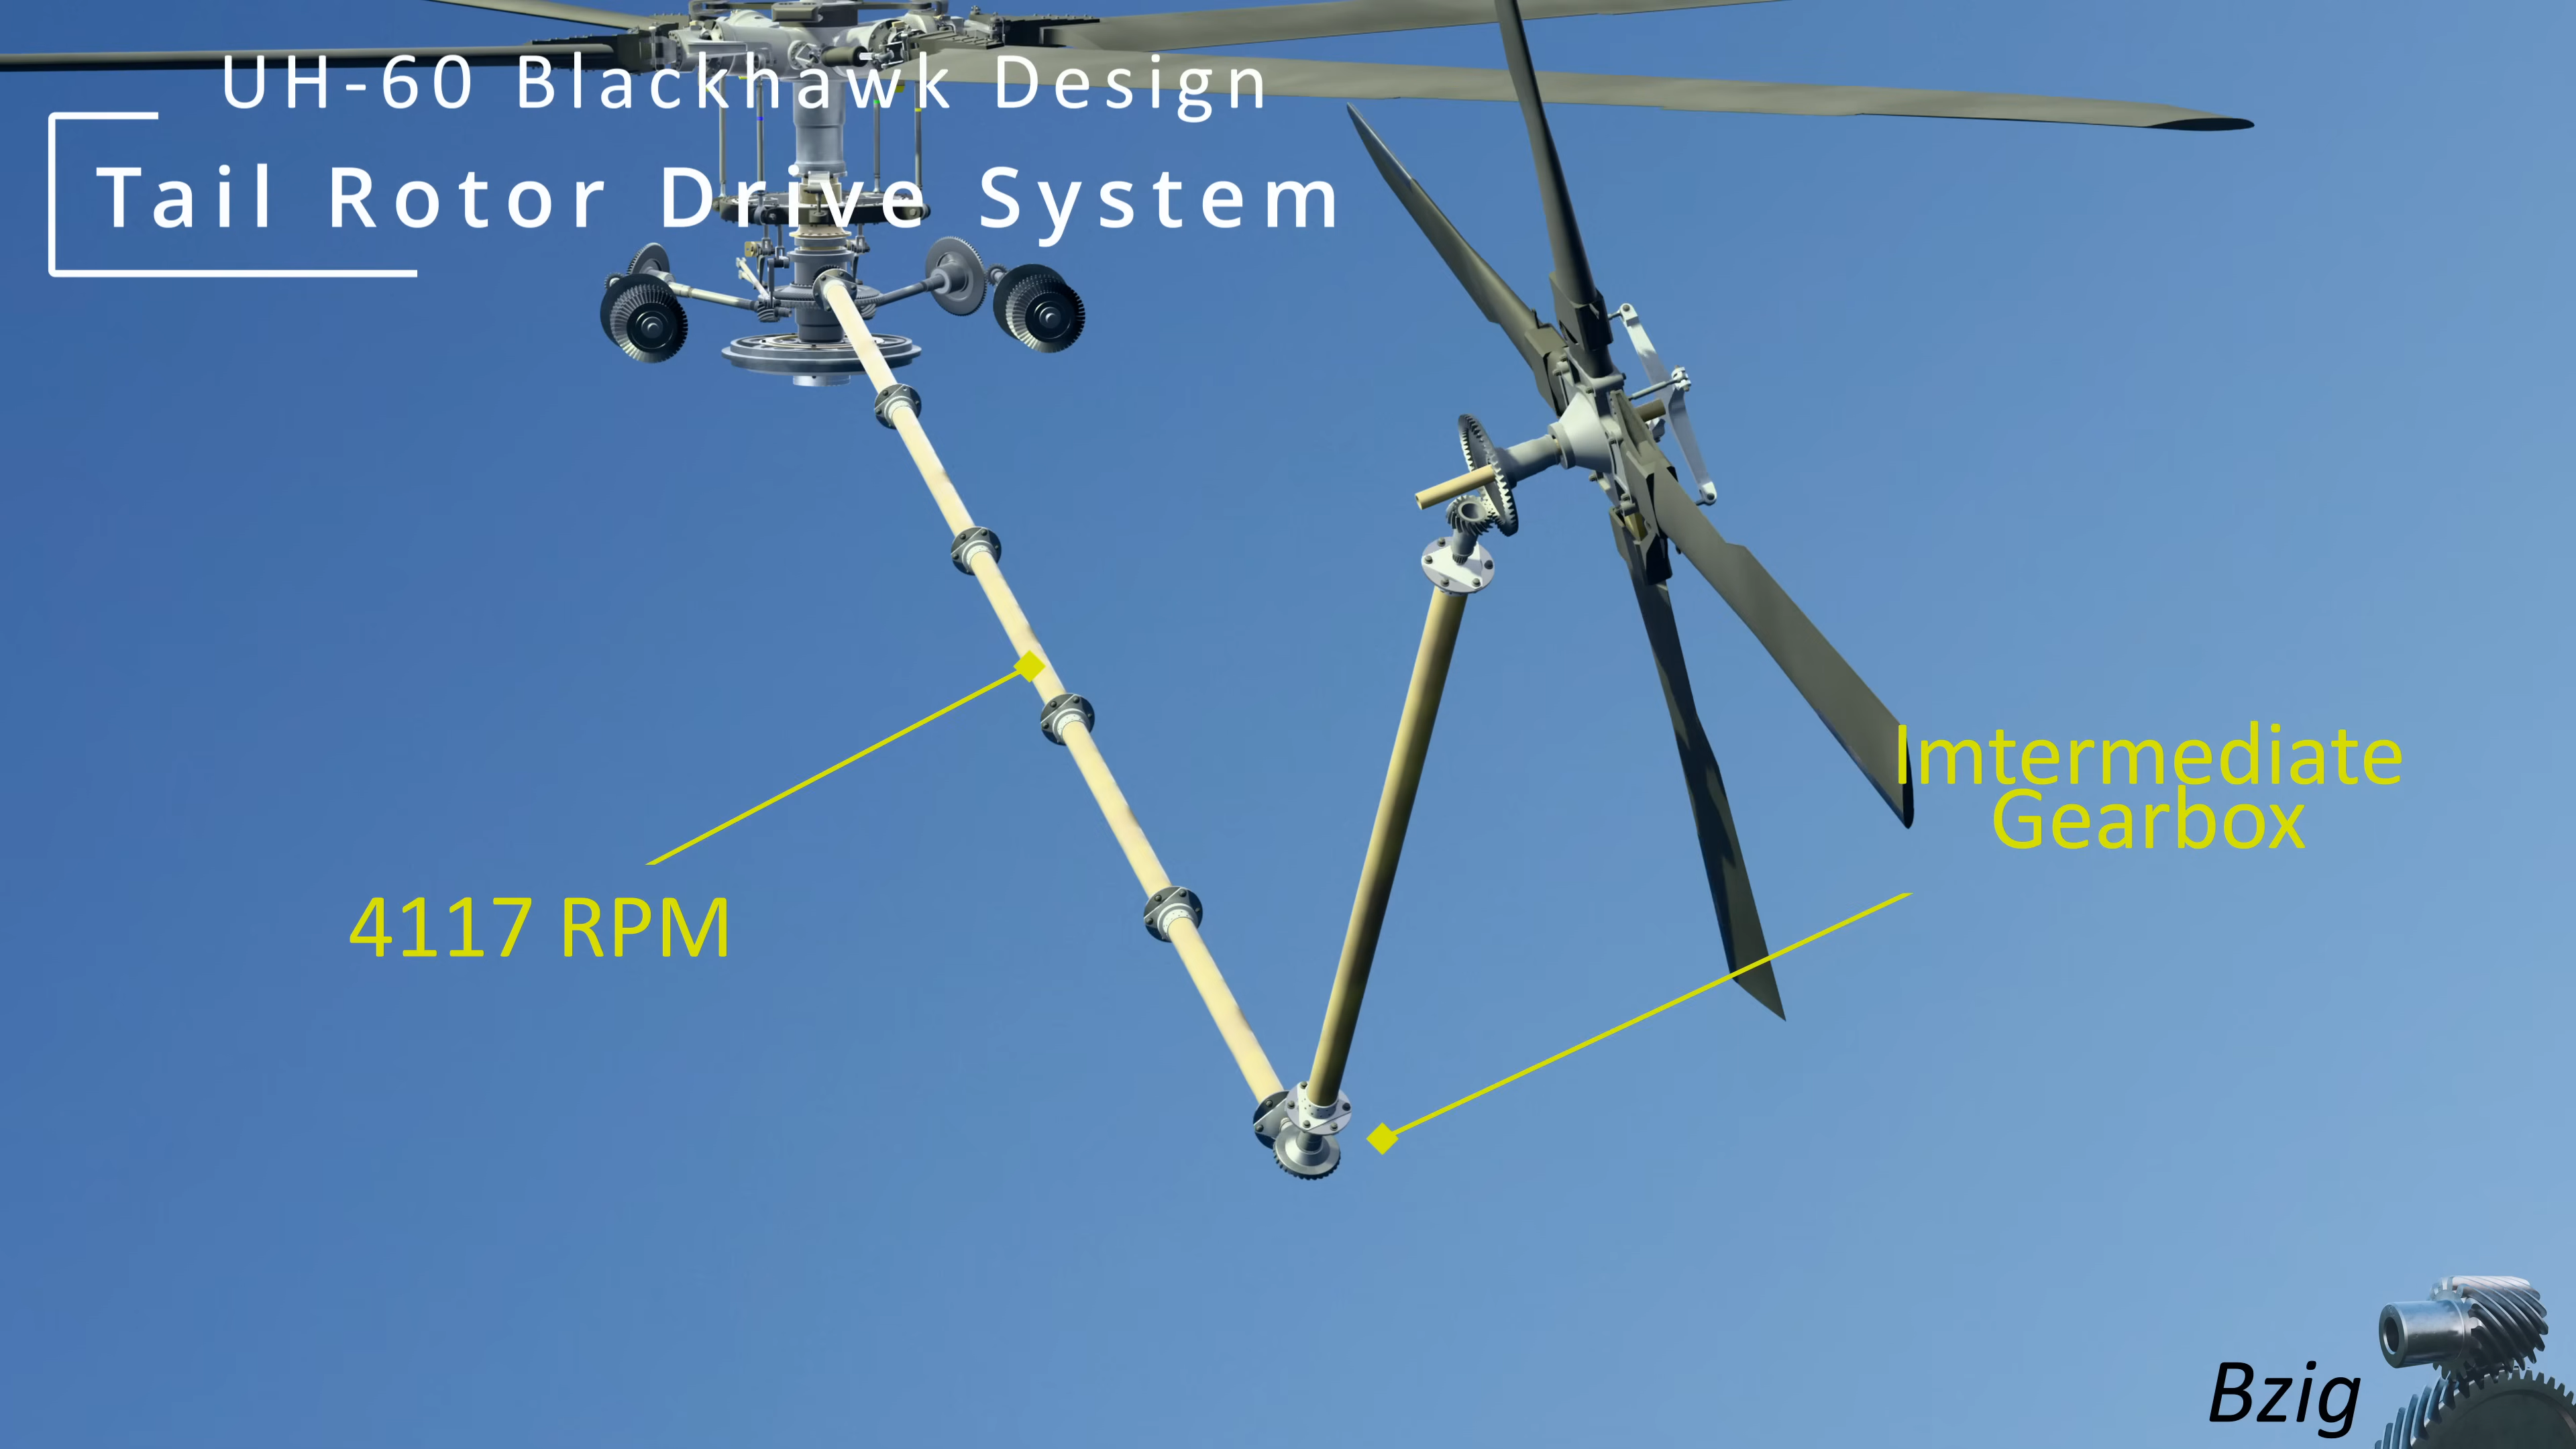 UH-60 Blackhawk Design
Tail Rotor Drive System
Imtermediate
Gearbox
4117 RPM
Bzig